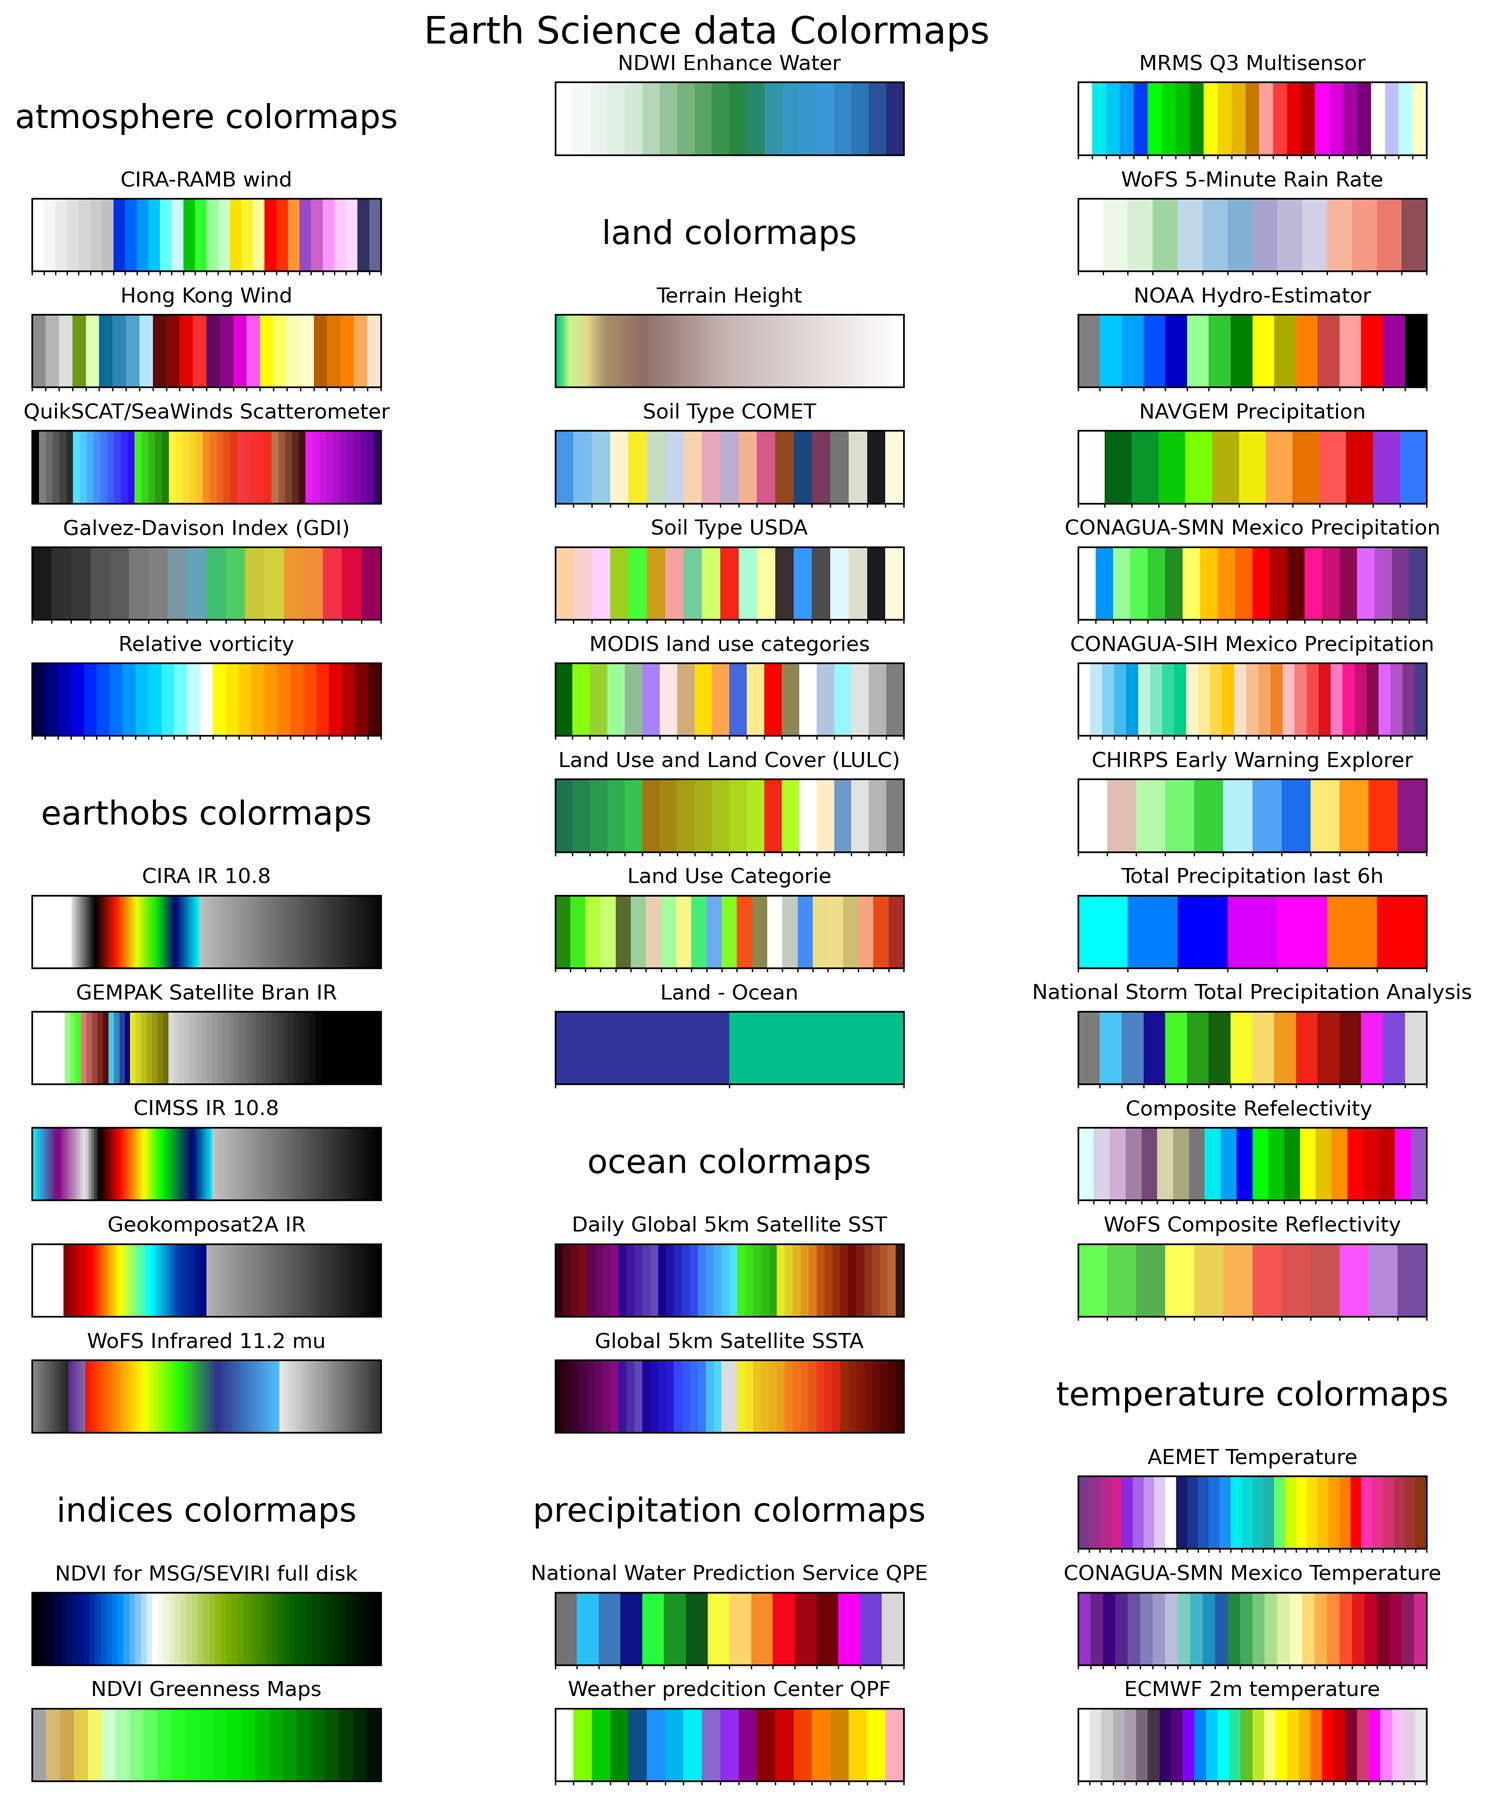 Earth Science data Colormaps
atmosphere colormaps
CIRA-RAMB wind
Hong Kong Wind
QuikSCAT/SeaWinds Scatterometer
Galvez-Davison Index (GDI)
Relative vorticity
earthobs colormaps
CIRA IR 10.8
GEMPAK Satellite Bran IR
CIMSS IR 10.8
Geokomposat2A IR
WoFS Infrared 11.2 mu
indices colormaps
NDVI for MSG/SEVIRI full disk
NDVI Greenness Maps
NDWI Enhance Water
land colormaps
Terrain Height
Soil Type COMET
Soil Type USDA
MODIS land use categories
Land Use and Land Cover (LULC)
Land Use Categorie
Land - Ocean
ocean colormaps
Daily Global 5km Satellite SST
Global 5km Satellite SSTA
precipitation colormaps
National Water Prediction Service QPE
Weather predcition Center QPF
MRMS Q3 Multisensor
WoFS 5-Minute Rain Rate
NOAA Hydro-Estimator
NAVGEM Precipitation
CONAGUA-SMN Mexico Precipitation
CONAGUA-SIH Mexico Precipitation
CHIRPS Early Warning Explorer
Total Precipitation last 6h
National Storm Total Precipitation Analysis
Composite Refelectivity
WoFS Composite Reflectivity
temperature colormaps
AEMET Temperature
CONAGUA-SMN Mexico Temperature
ECMWF 2m temperature